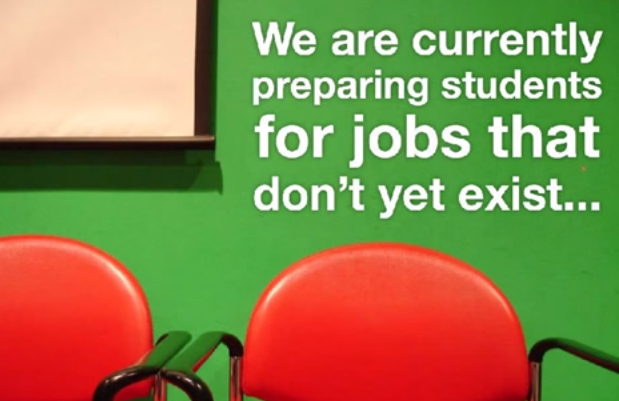 We are currently
preparing students
for jobs that
don't yet exist...